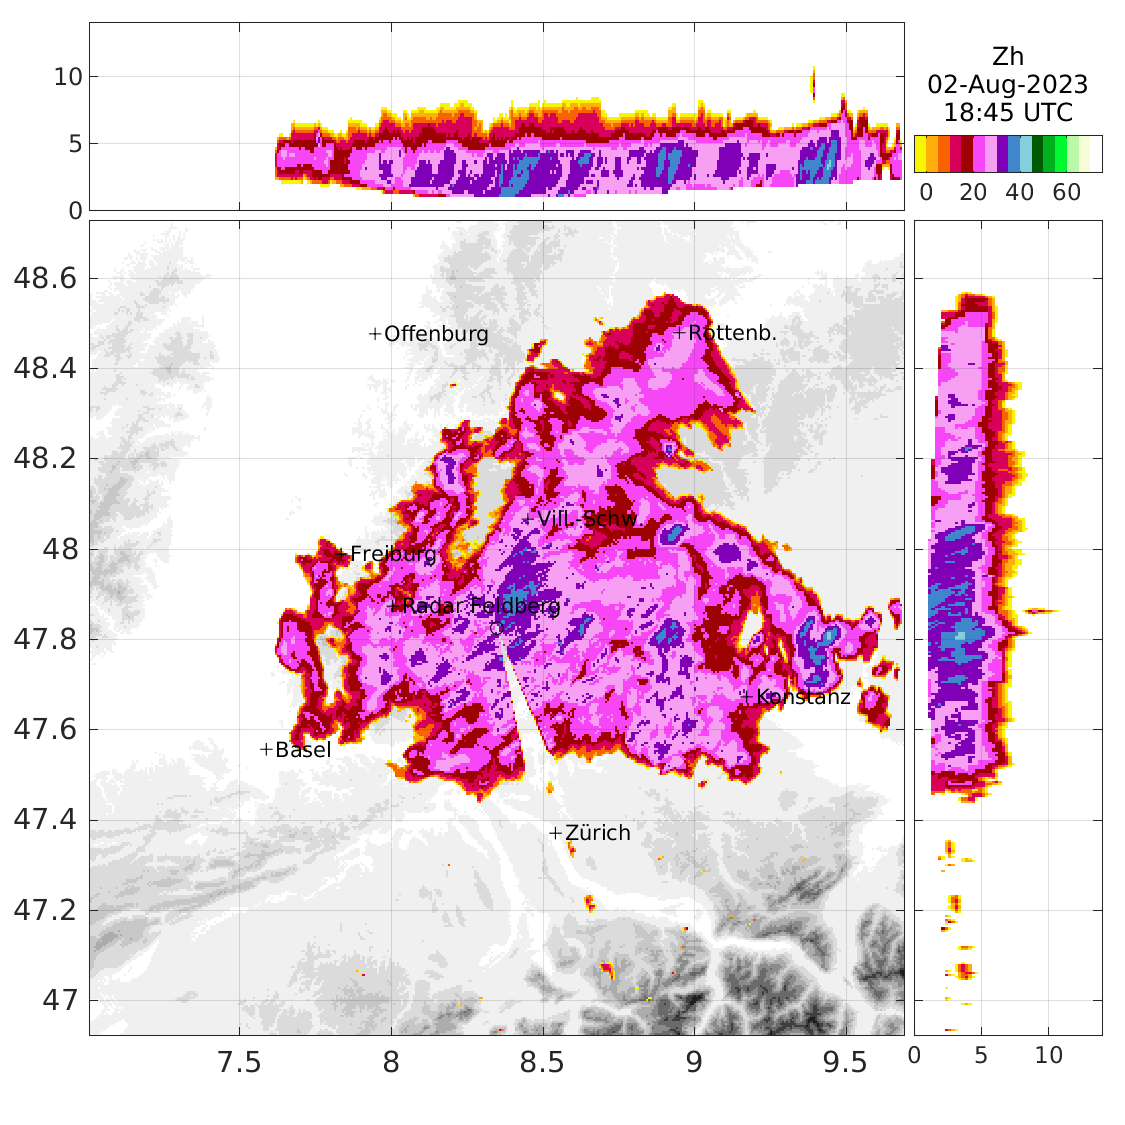 10
5
0
Zh
02-Aug-2023
18:45 UTC
0 20 40 60
48.6
48.4
48.2
48
47.8
47.6
47.4
47.2
47
+Offenburg
+Rottenb.
+Vill.-Schw.
+Freiburg
+Radar Feldberg
+Konstanz
+Basel
+Zürich
7.5 8 8.5 9 9.5
0 5 10